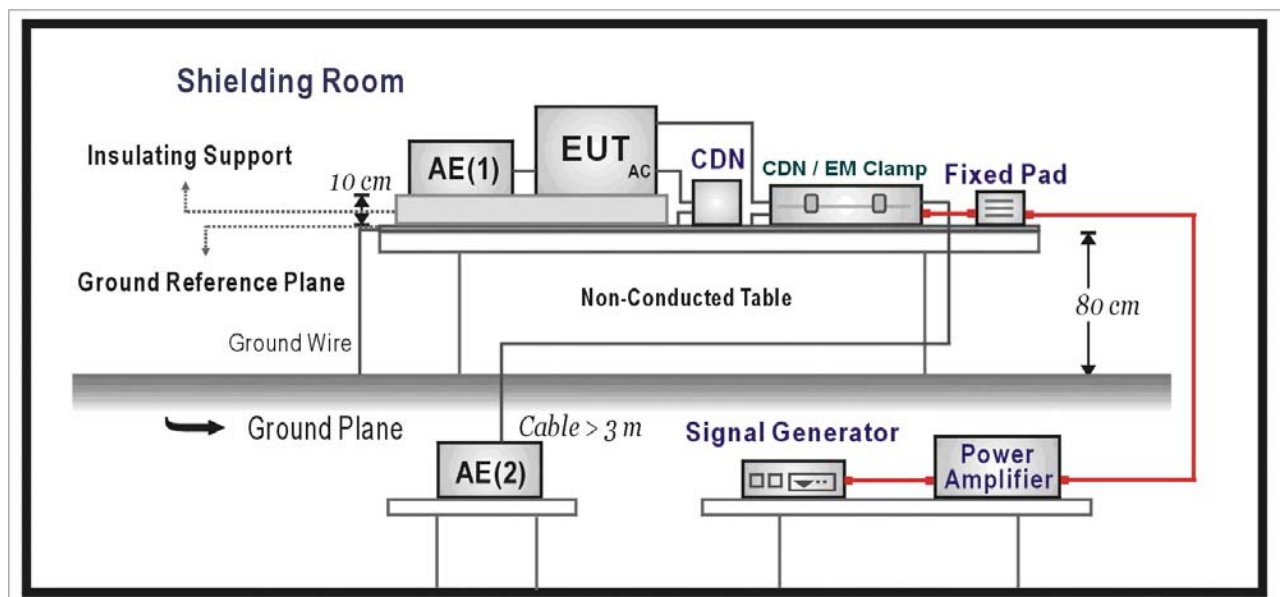 Shielding Room
Insulating Support
10 cm
AE(1)
EUT
AC
CDN
CDN / EM Clamp
Fixed Pad
Ground Reference Plane
Non-Conducted Table
80 cm
Ground Wire
Ground Plane
Cable > 3 m
Signal Generator
Power
Amplifier
AE(2)